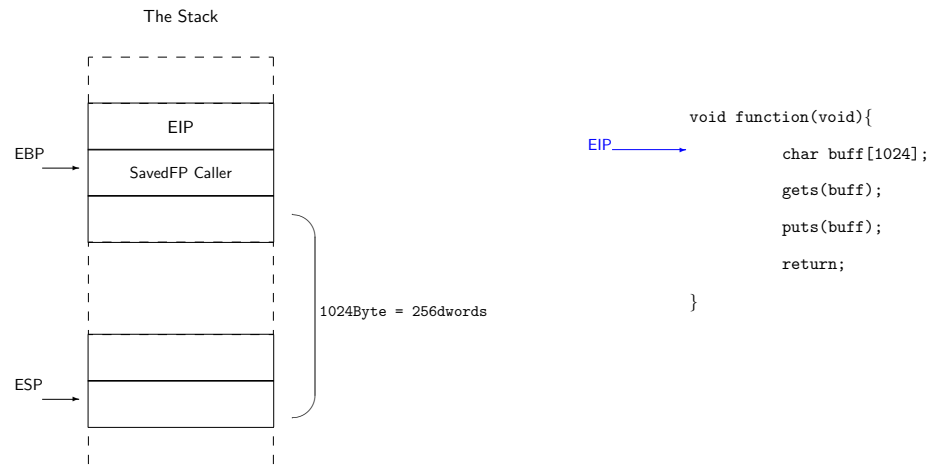 The Stack
EIP
EBP
SavedFP Caller
1024Byte = 256dwords
ESP
void function(void){
EIP
char buff[1024];
gets(buff);
puts(buff);
return;
}